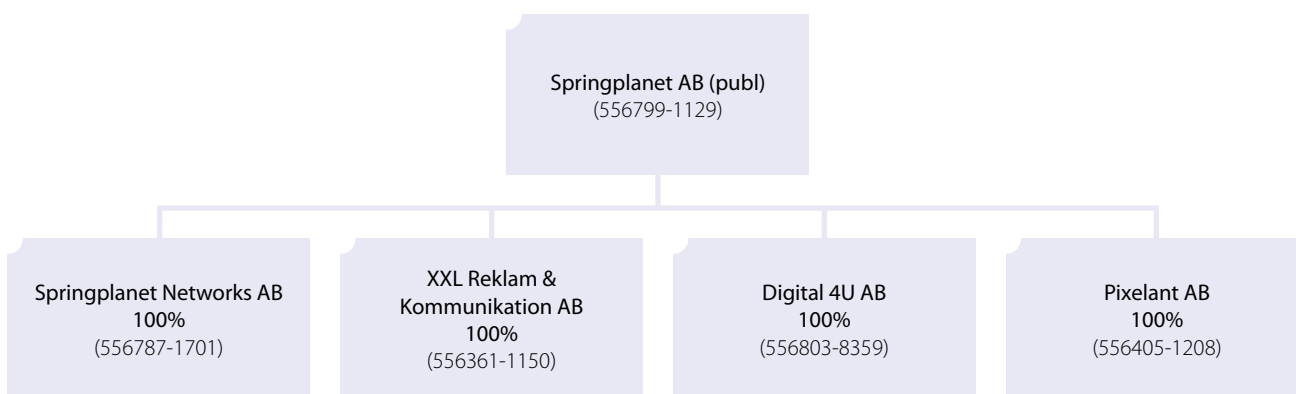 Springplanet AB (publ)
(556799-1129)
Springplanet Networks AB
100%
(556787-1701)
XXL Reklam &
Kommunikation AB
100%
(556361-1150)
Digital 4U AB
100%
(556803-8359)
Pixelant AB
100%
(556405-1208)